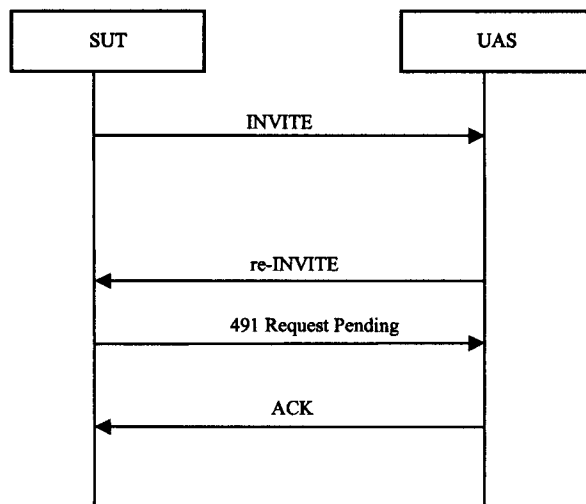 SUT
UAS
INVITE
re-INVITE
491 Request Pending
ACK